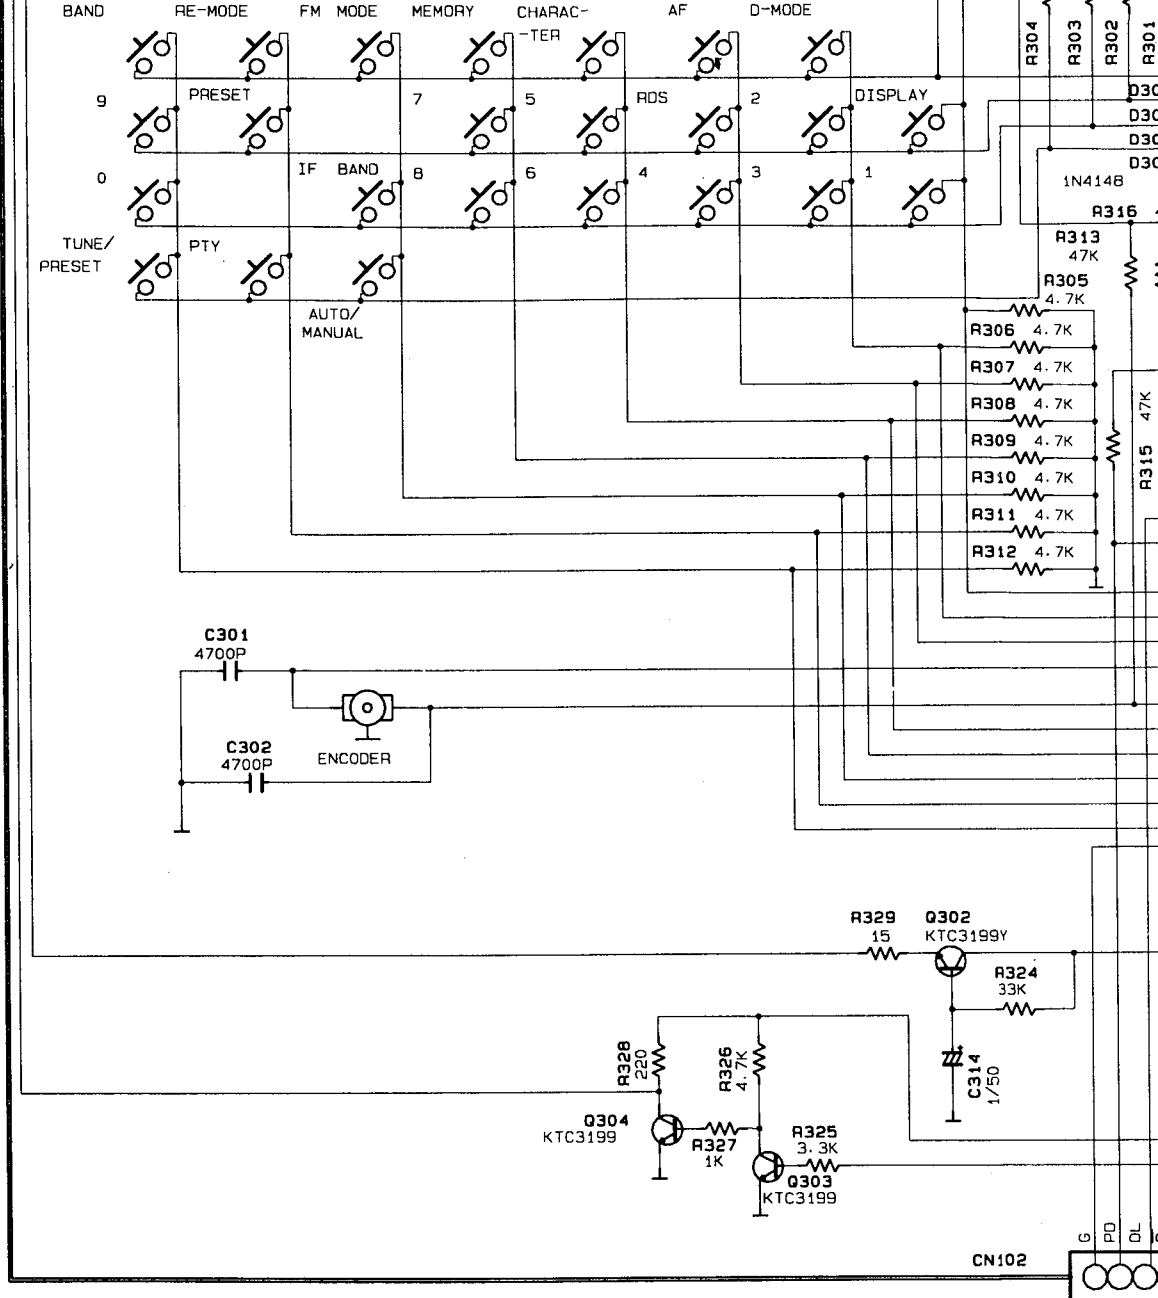 BAND RE-MODE FM MODE MEMORY CHARAC- AF D-MODE
-TER
R304 R303 R302 R301
9 PRESET 7 5 RDS 2 DISPLAY
0 IF BAND 8 6 4 3 1
1N4148
R316
TUNE/
PRESET
PTY
AUTO/
MANUAL
R313
47K
R305
4.7K
R306 4.7K
R307 4.7K
R308 4.7K
R309 4.7K
R310 4.7K
R311 4.7K
R312 4.7K
R315 47K
C301
4700P
C302
4700P
ENCODER
R329
15
Q302
KTC3199Y
R324
33K
C314
1/50
R328
220
R326
4.7K
Q304
KTC3199
R327
1K
R325
3.3K
Q303
KTC3199
G PD DL
CN102